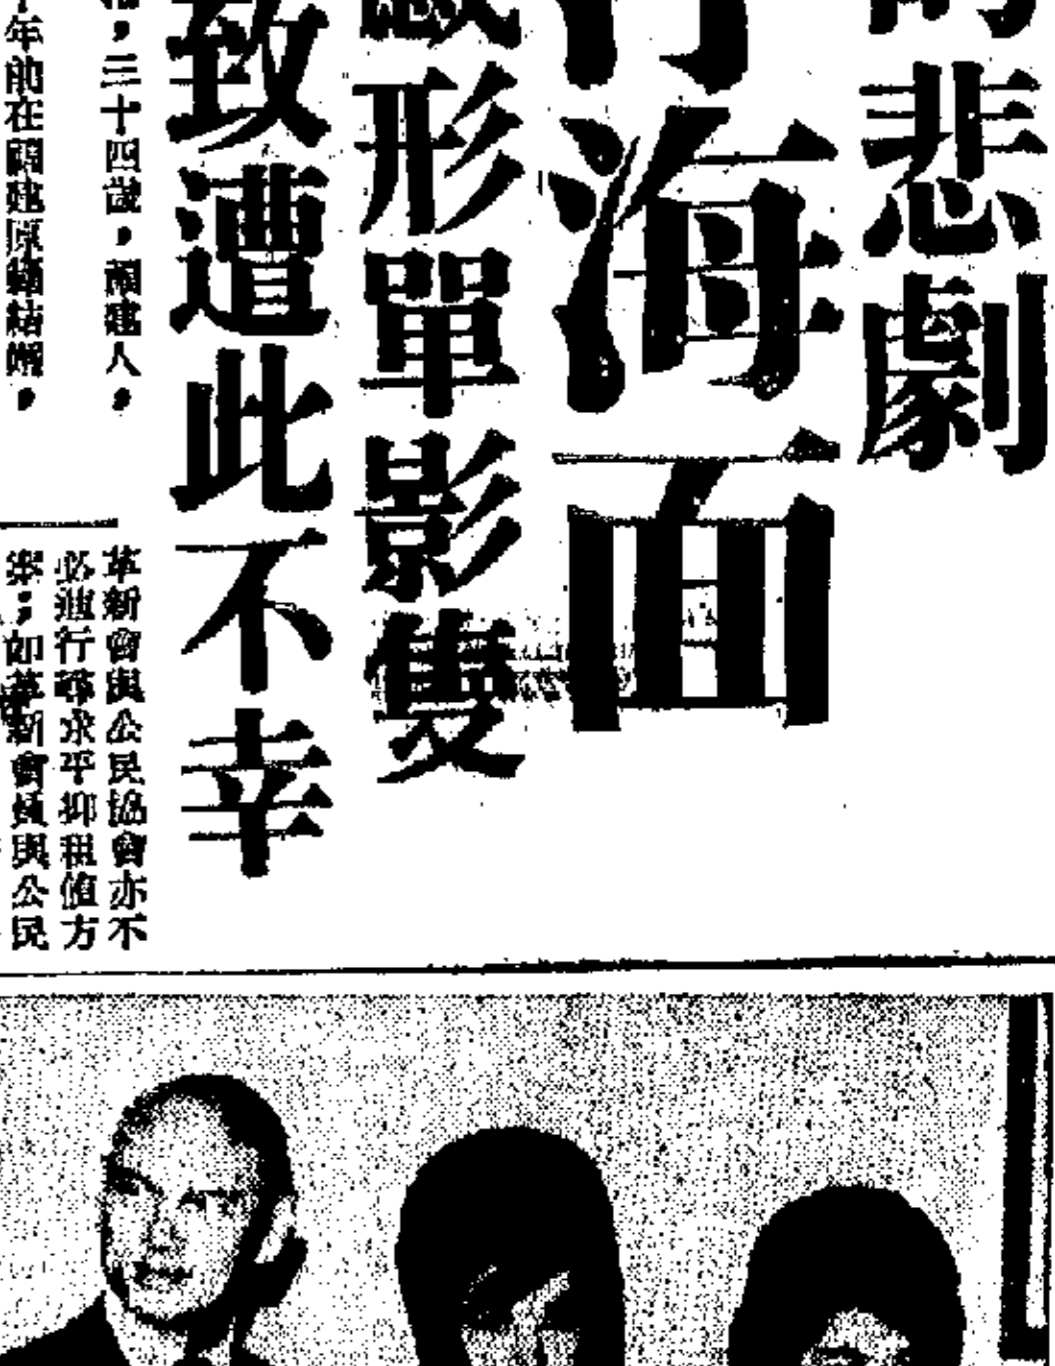 悲劇
海面
形單影隻
致遭此不幸
，三十四歲，福建人，
年前在福建原籍結婚，
革新會與公民協會亦不
必進行尋求平抑租值方
案；如革新會員與公民